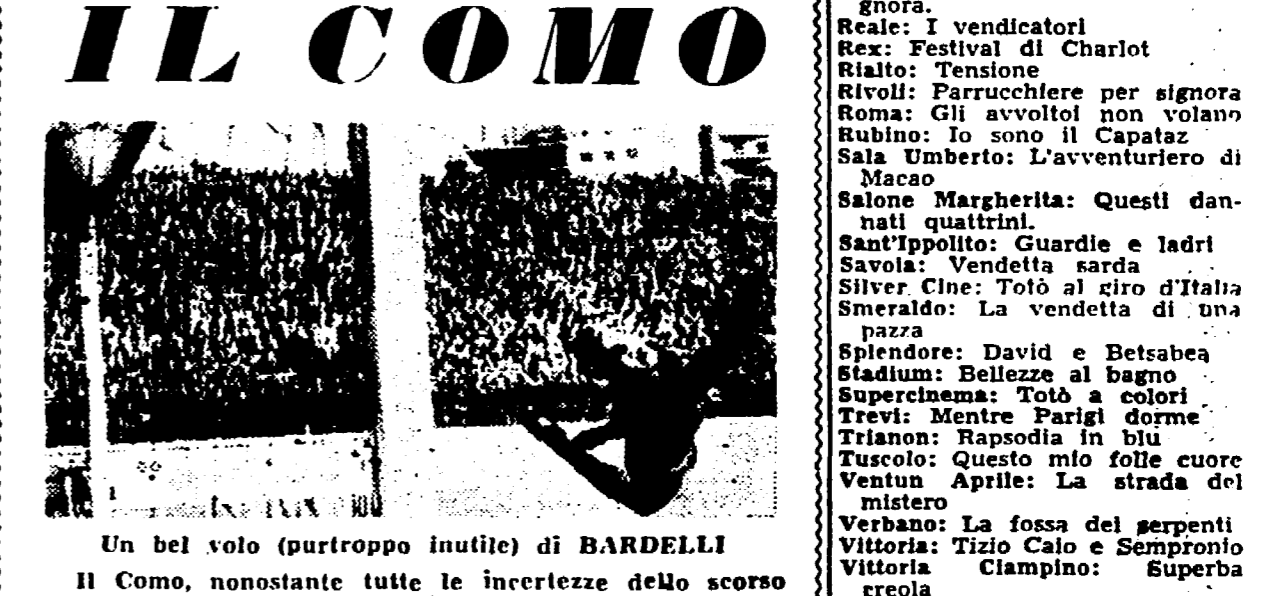 IL COMO
Un bel volo (purtroppo inutile) di BARDELLI
Il Como, nonostante tutte le incertezze dello scorso
gnora.
Reale: I vendicatori
Rex: Festival di Charlot
Rialto: Tensione
Rivoli: Parrucchiere per signora
Roma: Gli avvoltoi non volano
Rubino: Io sono il Capataz
Sala Umberto: L'avventuriero di
Macao
Salone Margherita: Questi dan-
nati quattrini.
Sant'Ippolito: Guardie e ladri
Savoia: Vendetta sarda
Silver Cine: Totò al giro d'Italia
Smeraldo: La vendetta di una
pazza
Splendore: David e Betsabea
Stadium: Bellezze al bagno
Supercinema: Totò a colori
Trevi: Mentre Parigi dorme
Trianon: Rapsodia in blu
Tuscolo: Questo mio folle cuore
Ventun Aprile: La strada del
mistero
Verbano: La fossa dei serpenti
Vittoria: Tizio Caio e Sempronio
Vittoria Ciampino: Superba
creola